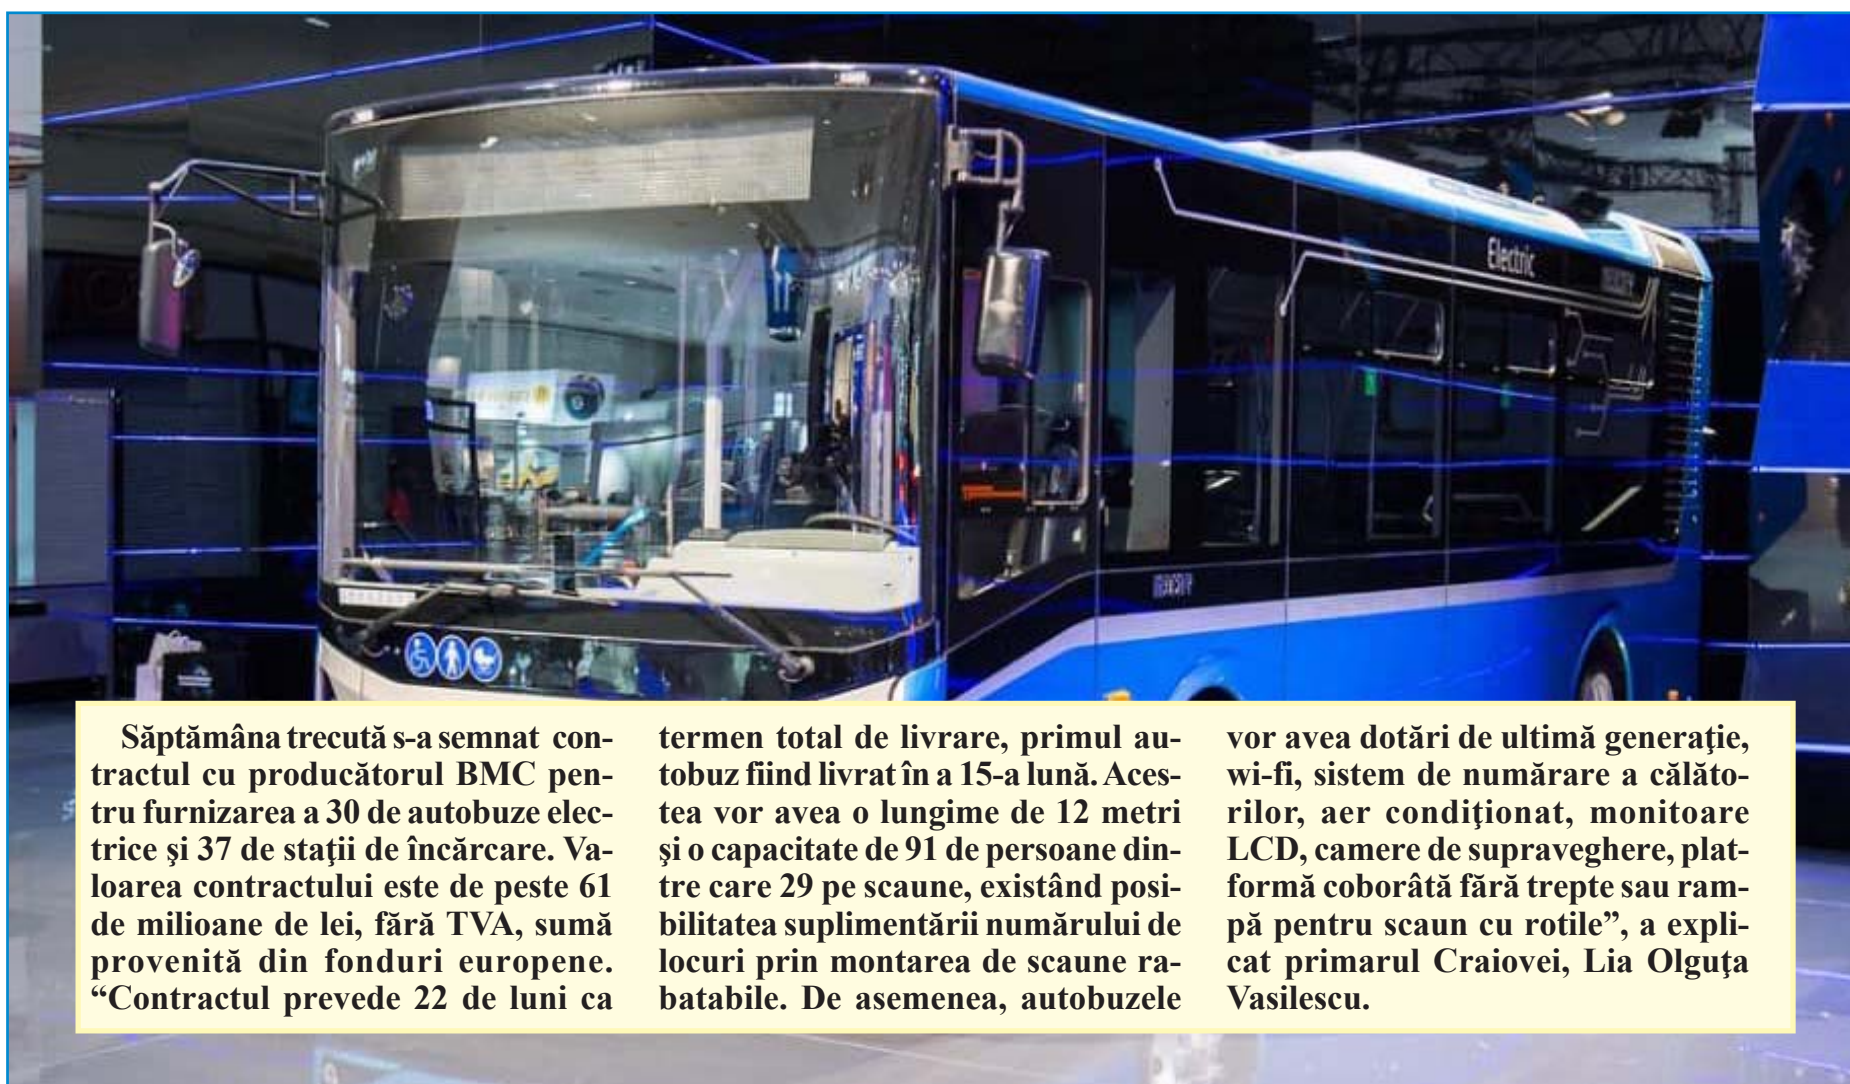 Electric
Săptămâna trecută s-a semnat con-
tractul cu producătorul BMC pen-
tru furnizarea a 30 de autobuze elec-
trice şi 37 de staţii de încărcare. Va-
loarea contractului este de peste 61
de milioane de lei, fără TVA, sumă
provenită din fonduri europene.
“Contractul prevede 22 de luni ca
termen total de livrare, primul au-
tobuz fiind livrat în a 15-a lună. Aces-
tea vor avea o lungime de 12 metri
şi o capacitate de 91 de persoane din-
tre care 29 pe scaune, existând posi-
bilitatea suplimentării numărului de
locuri prin montarea de scaune ra-
batabile. De asemenea, autobuzele
vor avea dotări de ultimă generaţie,
wi-fi, sistem de numărare a călăto-
rilor, aer condiţionat, monitoare
LCD, camere de supraveghere, plat-
formă coborâtă fără trepte sau ram-
pă pentru scaun cu rotile”, a expli-
cat primarul Craiovei, Lia Olguţa
Vasilescu.